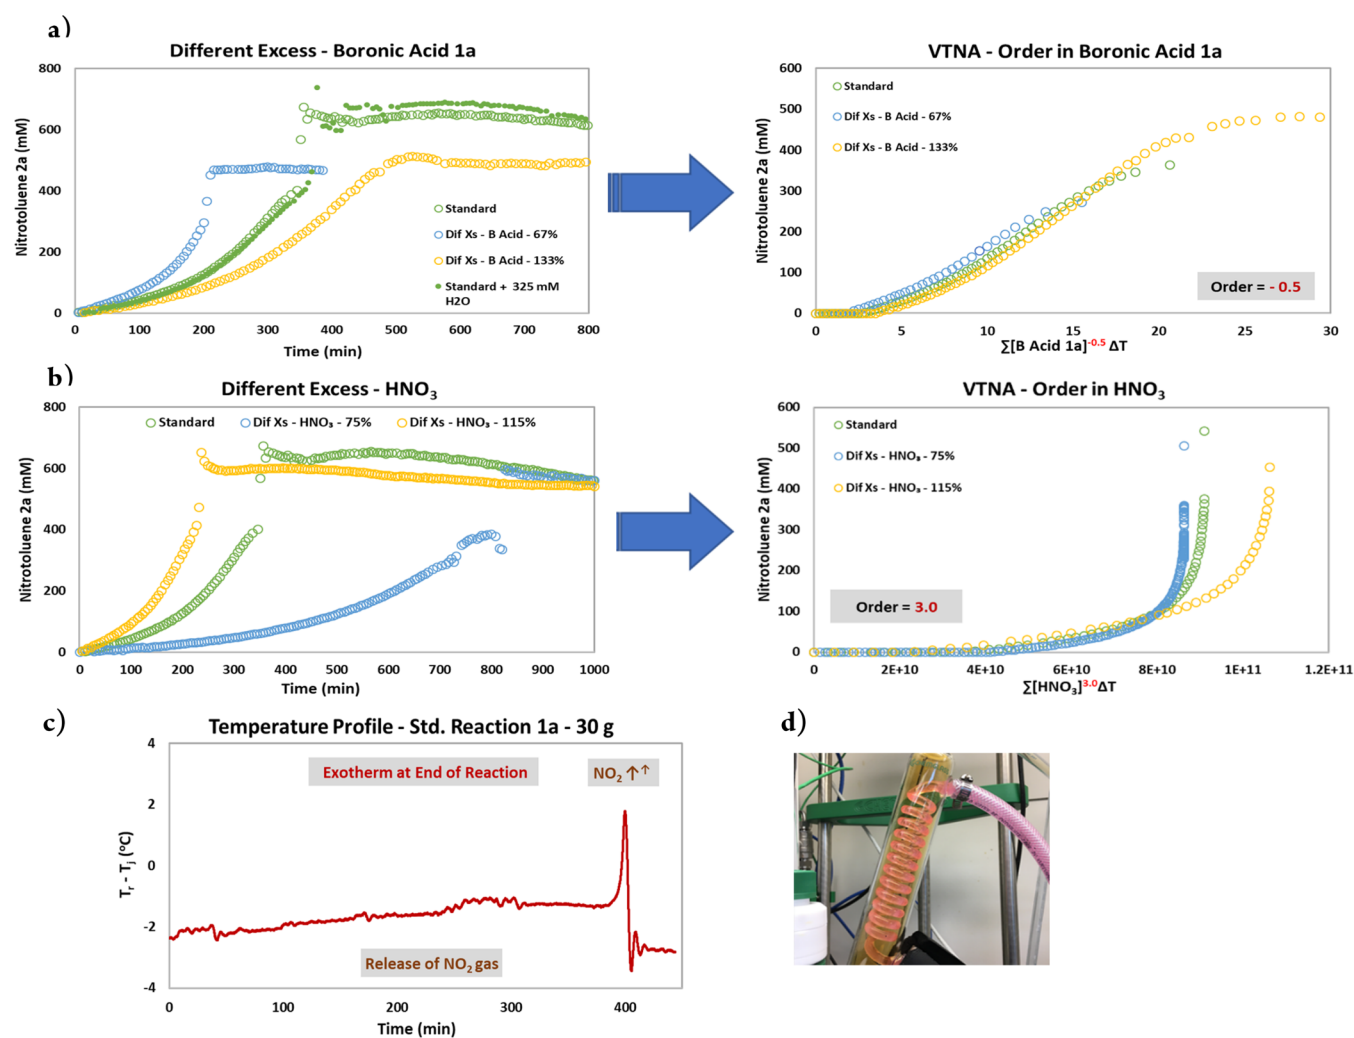 a)
Different Excess - Boronic Acid 1a
Nitrotoluene 2a (mM)
800
600
400
200
0
0 100 200 300 400 500 600 700 800
Time (min)
Standard
Dif Xs - B Acid - 67%
Dif Xs - B Acid - 133%
Standard + 325 mM
H2O
VTNA - Order in Boronic Acid 1a
Nitrotoluene 2a (mM)
600
500
400
300
200
100
0
0 5 10 15 20 25 30
∑[B Acid 1a]-0.5 ΔT
Standard
Dif Xs - B Acid - 67%
Dif Xs - B Acid - 133%
Order = - 0.5
b)
Different Excess - HNO₃
Nitrotoluene 2a (mM)
800
600
400
200
0
0 100 200 300 400 500 600 700 800 900 1000
Time (min)
Standard
Dif Xs - HNO₃ - 75%
Dif Xs - HNO₃ - 115%
VTNA - Order in HNO₃
Nitrotoluene 2a (mM)
600
500
400
300
200
100
0
0 2E+10 4E+10 6E+10 8E+10 1E+11 1.2E+11
∑[HNO₃]3.0ΔT
Standard
Dif Xs - HNO₃ - 75%
Dif Xs - HNO₃ - 115%
Order = 3.0
c)
Temperature Profile - Std. Reaction 1a - 30 g
Tr - Tj (°C)
4
2
0
-2
-4
0 100 200 300 400
Time (min)
Exotherm at End of Reaction
NO₂ ↑↑
Release of NO₂ gas
d)